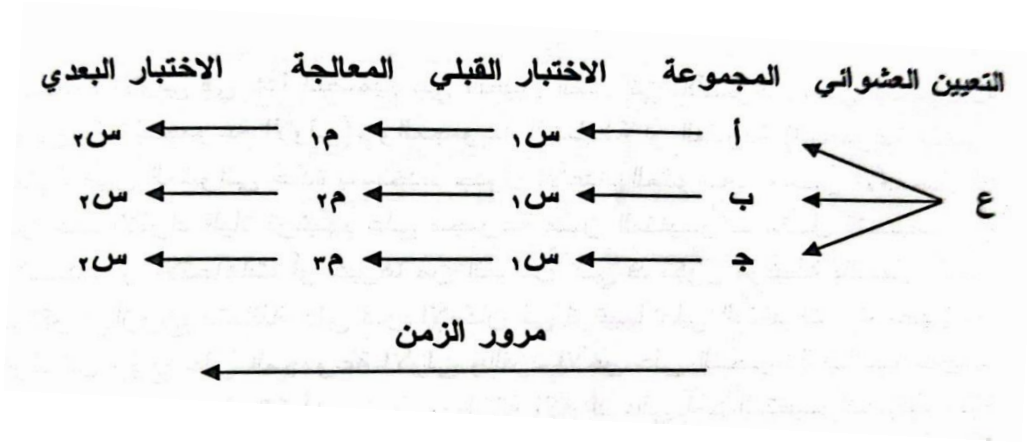 التعيين العشوائي المجموعة الاختبار القبلي المعالجة الاختبار البعدي
أ س١ م١ س٢
ع ب س١ م٢ س٢
ج س١ م٣ س٢
مرور الزمن